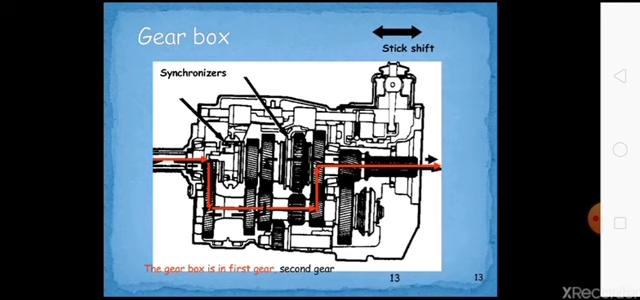 Gear box
Stick shift
Synchronizers
The gear box is in first gear, second gear
13
13
XRecorder